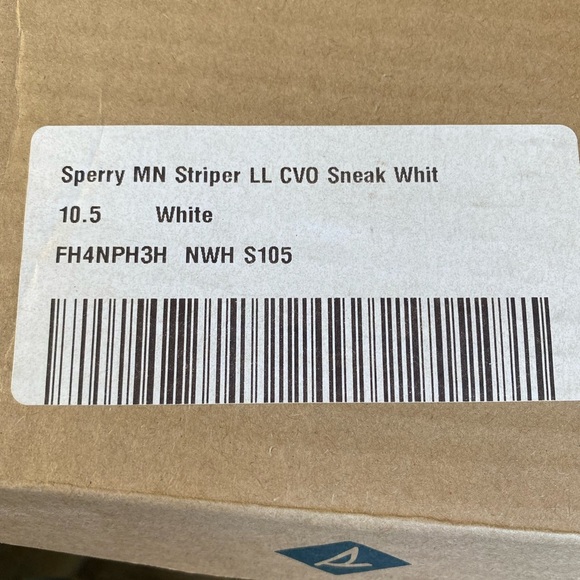 Sperry MN Striper LL CVO Sneak Whit
10.5 White
FH4NPH3H NWH S105